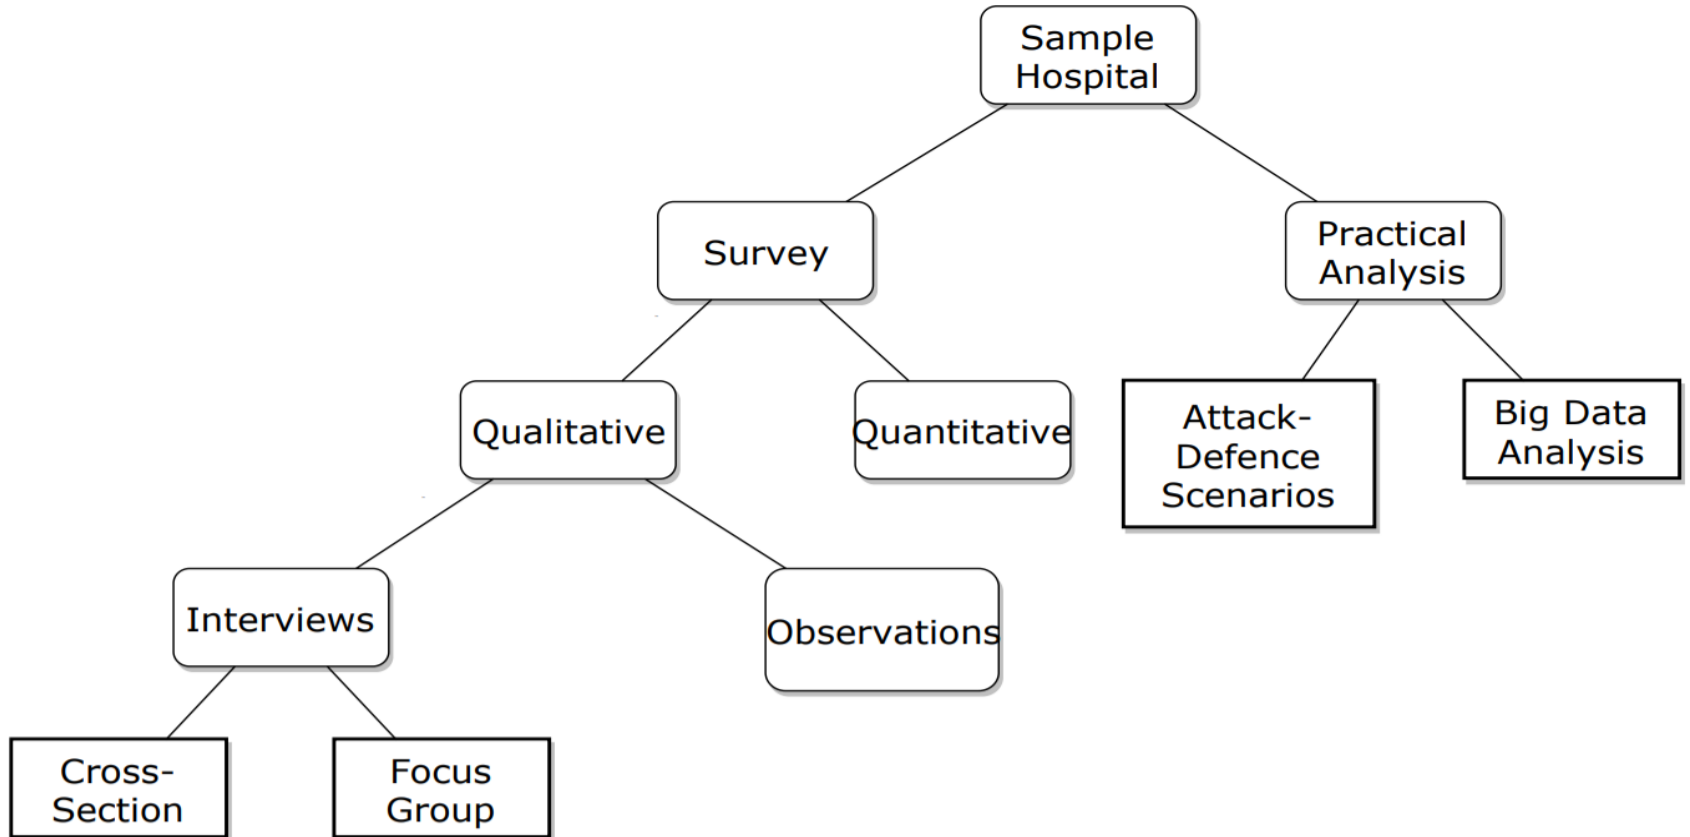 Sample
Hospital
Survey
Practical
Analysis
Qualitative
Quantitative
Attack-
Defence
Scenarios
Big Data
Analysis
Interviews
Observations
Cross-
Section
Focus
Group